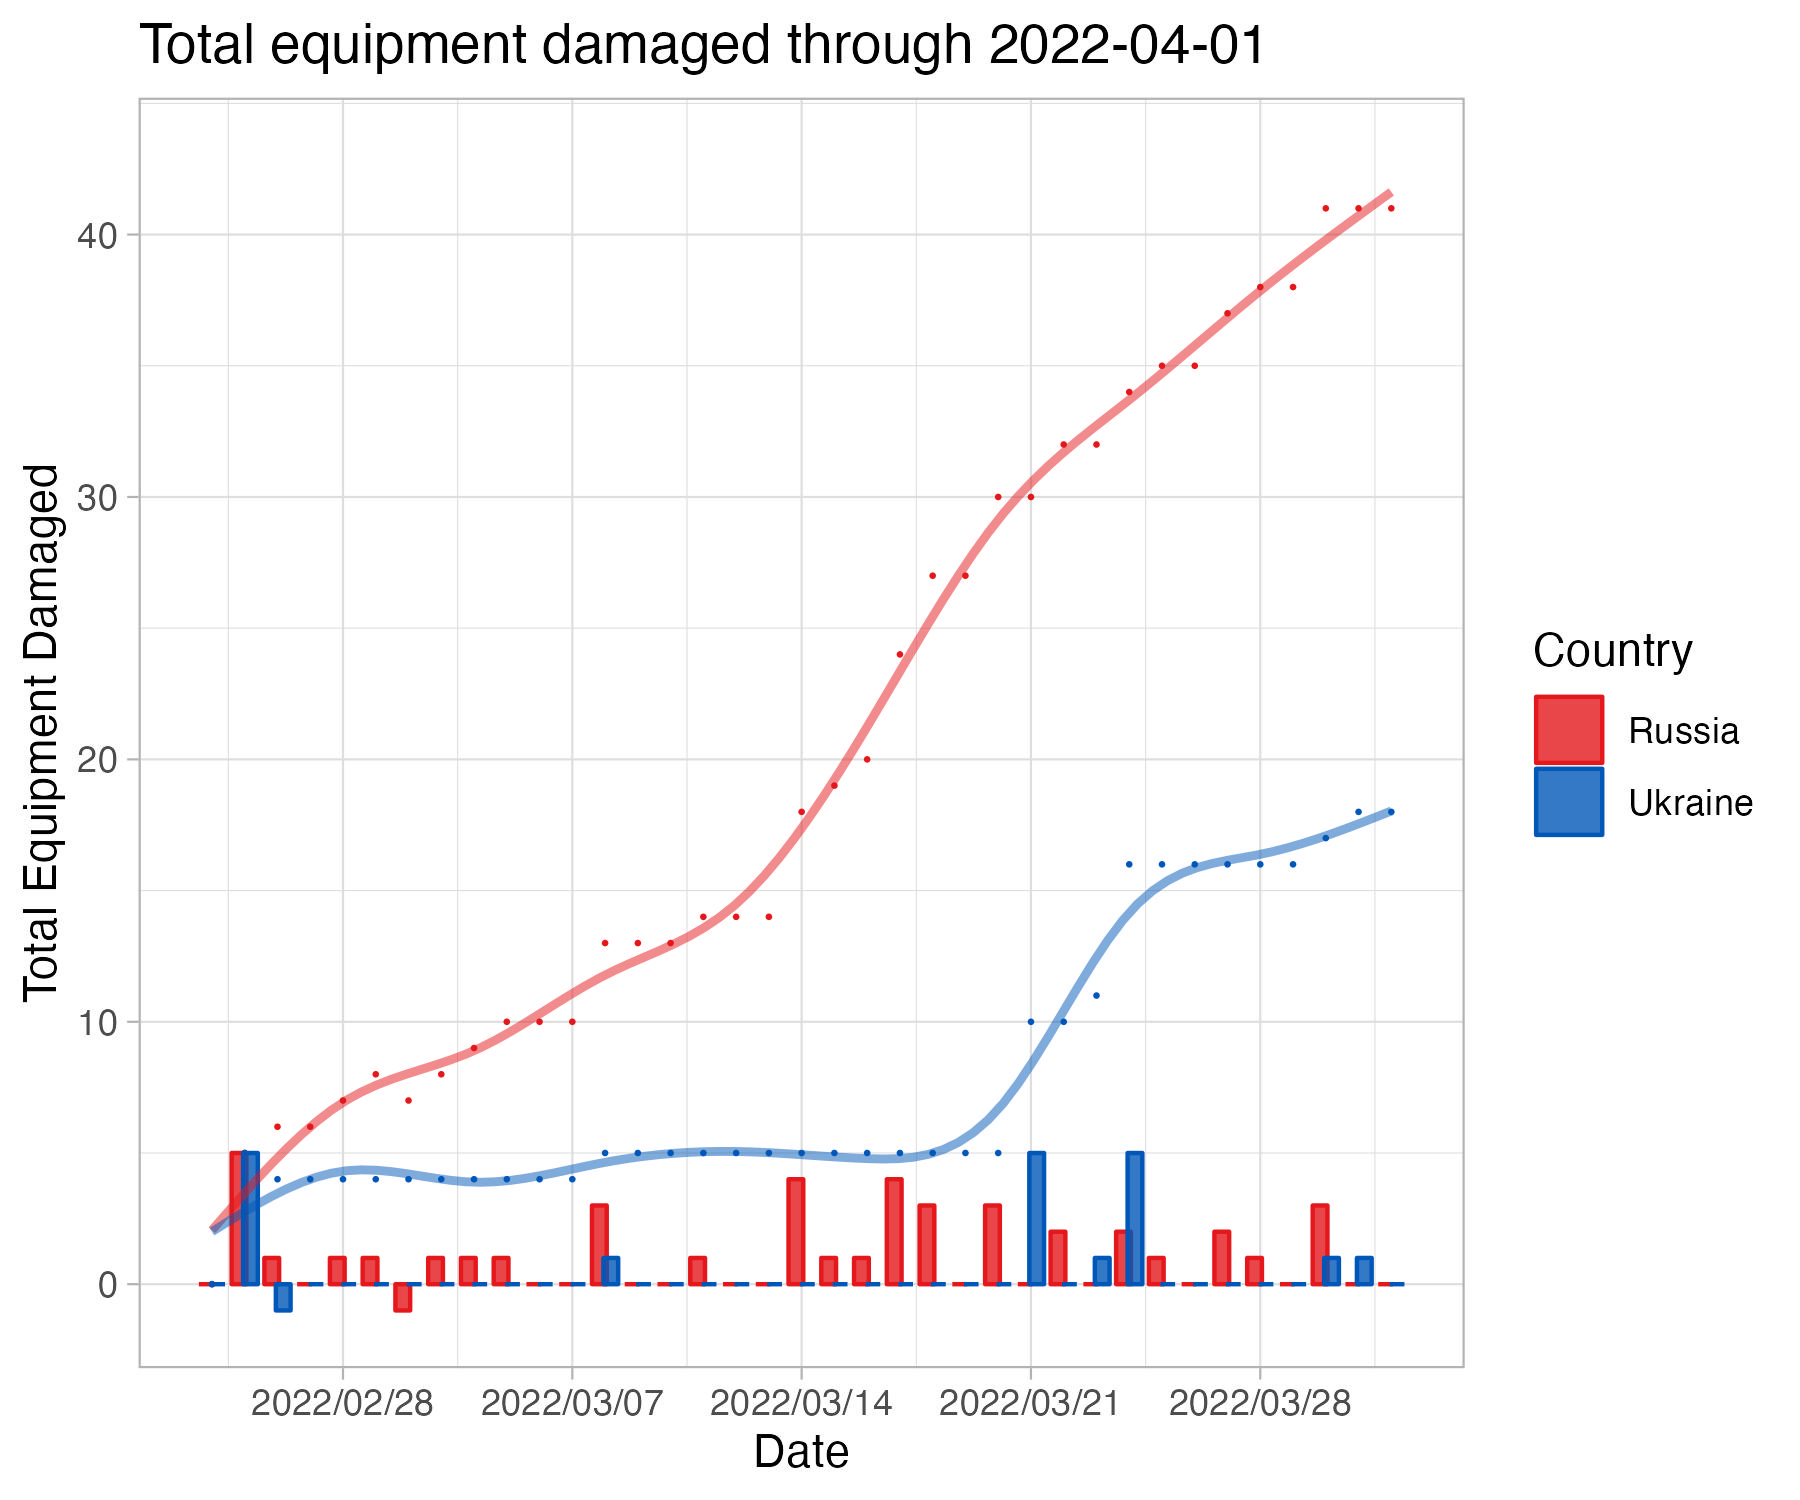 Total equipment damaged through 2022-04-01
Total Equipment Damaged
40
30
20
10
0
2022/02/28 2022/03/07 2022/03/14 2022/03/21 2022/03/28
Date
Country
Russia
Ukraine